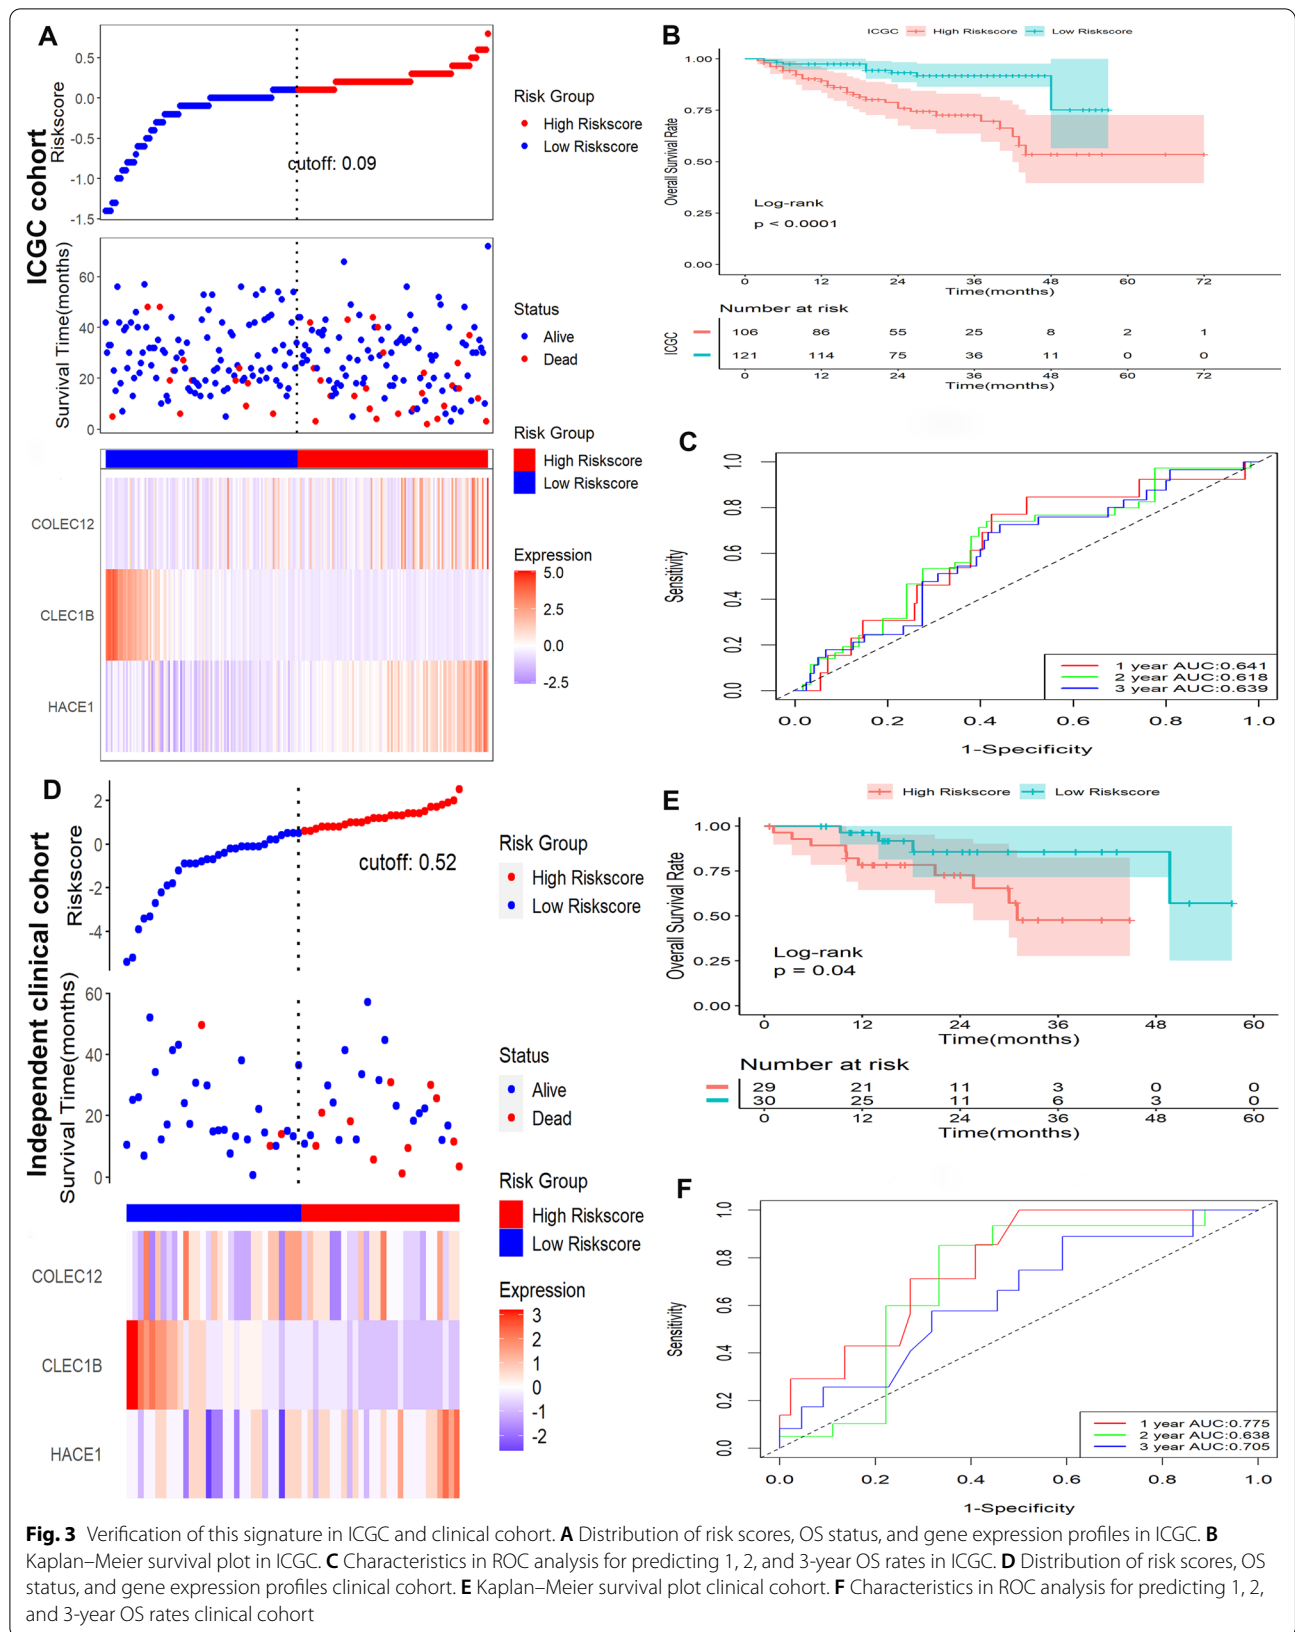 A
ICGC cohort
Riskscore
0.5
0.0
-0.5
-1.0
-1.5
cutoff: 0.09
Risk Group
High Riskscore
Low Riskscore
Survival Time(months)
60
40
20
0
Status
Alive
Dead
Risk Group
High Riskscore
Low Riskscore
COLEC12
CLEC1B
HACE1
Expression
5.0
2.5
0.0
-2.5
B
ICGC High Riskscore Low Riskscore
Overall Survival Rate
1.00
0.75
0.50
0.25
0.00
Log-rank
p < 0.0001
0 12 24 36 48 60 72
Time(months)
Number at risk
ICGC
106 86 55 25 8 2 1
121 114 75 36 11 0 0
0 12 24 36 48 60 72
Time(months)
C
Sensitivity
1.0
0.8
0.6
0.4
0.2
0.0
1 year AUC:0.641
2 year AUC:0.618
3 year AUC:0.639
0.0 0.2 0.4 0.6 0.8 1.0
1-Specificity
D
Independent clinical cohort
Riskscore
2
0
-2
-4
cutoff: 0.52
Risk Group
High Riskscore
Low Riskscore
Survival Time(months)
60
40
20
0
Status
Alive
Dead
Risk Group
High Riskscore
Low Riskscore
COLEC12
CLEC1B
HACE1
Expression
3
2
1
0
-1
-2
E
High Riskscore Low Riskscore
Overall Survival Rate
1.00
0.75
0.50
0.25
0.00
Log-rank
p = 0.04
0 12 24 36 48 60
Time(months)
Number at risk
29 21 11 3 0 0
30 25 11 6 3 0
0 12 24 36 48 60
Time(months)
F
Sensitivity
1.0
0.8
0.6
0.4
0.2
0.0
1 year AUC:0.775
2 year AUC:0.638
3 year AUC:0.705
0.0 0.2 0.4 0.6 0.8 1.0
1-Specificity
Fig. 3 Verification of this signature in ICGC and clinical cohort. A Distribution of risk scores, OS status, and gene expression profiles in ICGC. B
Kaplan–Meier survival plot in ICGC. C Characteristics in ROC analysis for predicting 1, 2, and 3-year OS rates in ICGC. D Distribution of risk scores, OS
status, and gene expression profiles clinical cohort. E Kaplan–Meier survival plot clinical cohort. F Characteristics in ROC analysis for predicting 1, 2,
and 3-year OS rates clinical cohort